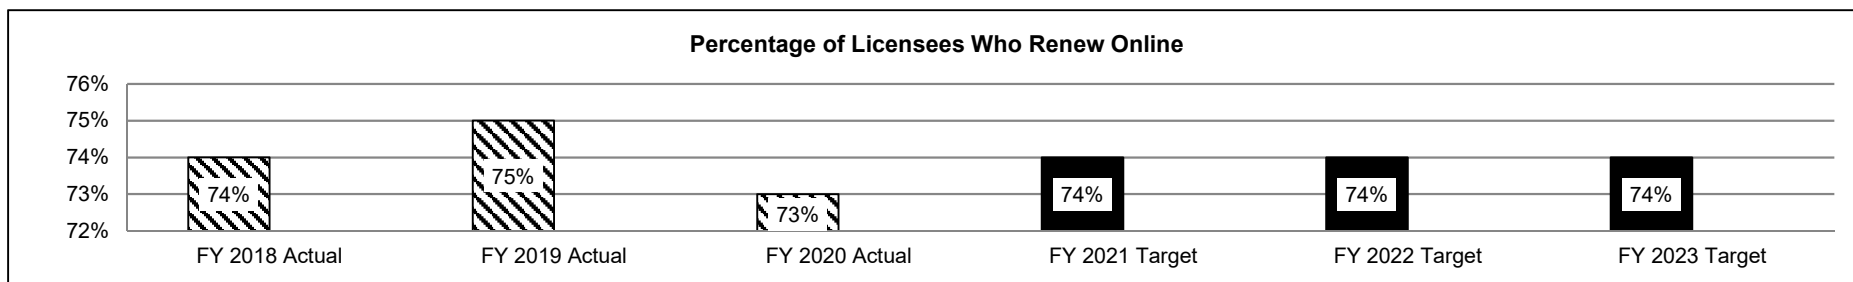 Percentage of Licensees Who Renew Online
76%
75%
74%
73%
72%
74%
75%
73%
74%
74%
74%
FY 2018 Actual
FY 2019 Actual
FY 2020 Actual
FY 2021 Target
FY 2022 Target
FY 2023 Target